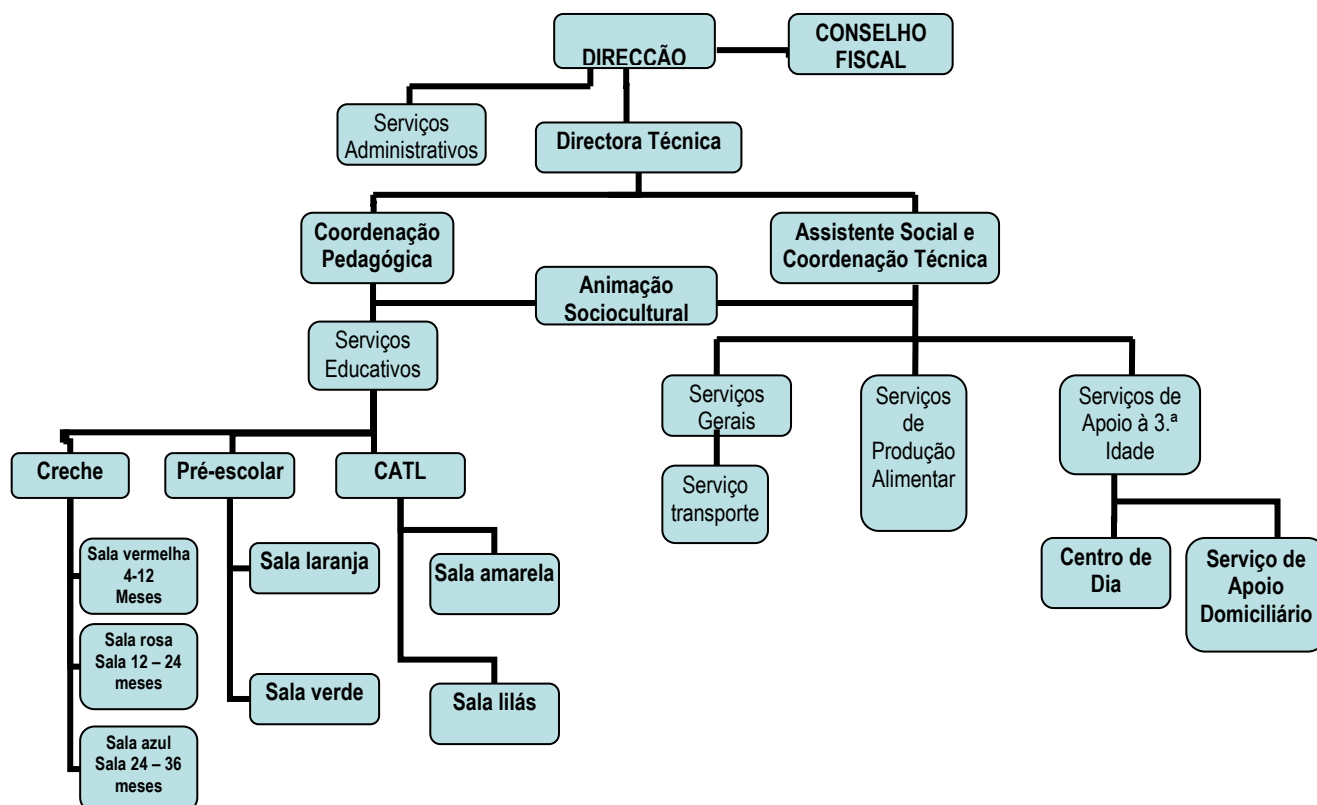 DIRECCÃO
CONSELHO
FISCAL
Serviços
Administrativos
Directora Técnica
Coordenação
Pedagógica
Assistente Social e
Coordenação Técnica
Animação
Sociocultural
Serviços
Educativos
Serviços
Gerais
Serviços
de
Produção
Alimentar
Serviços de
Apoio à 3.ª
Idade
Creche
Pré-escolar
CATL
Serviço
transporte
Sala vermelha
4-12
Meses
Sala laranja
Sala amarela
Centro de
Dia
Serviço de
Apoio
Domiciliário
Sala rosa
Sala 12 – 24
meses
Sala verde
Sala lilás
Sala azul
Sala 24 – 36
meses